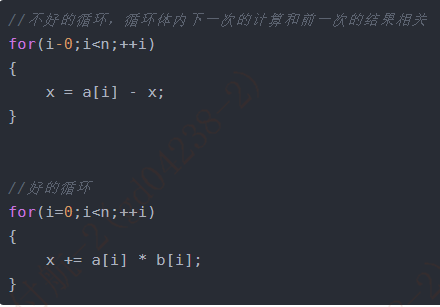 //不好的循环，循环体内下一次的计算和前一次的结果相关
for(i-0;i<n;++i)
{
x = a[i] - x;
}
//好的循环
for(i=0;i<n;++i)
{
x += a[i] * b[i];
}